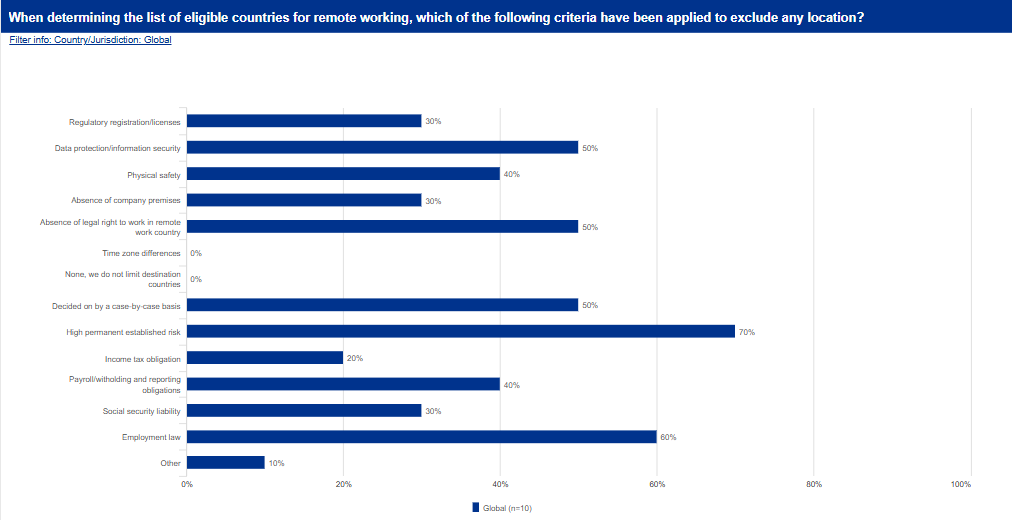 When determining the list of eligible countries for remote working, which of the following criteria have been applied to exclude any location?
Filter info: Country/Jurisdiction: Global
Regulatory registration/licenses 30%
Data protection/information security 50%
Physical safety 40%
Absence of company premises 30%
Absence of legal right to work in remote
work country 50%
Time zone differences 0%
None, we do not limit destination
countries 0%
Decided on by a case-by-case basis 50%
High permanent established risk 70%
Income tax obligation 20%
Payroll/witholding and reporting
obligations 40%
Social security liability 30%
Employment law 60%
Other 10%
0% 20% 40% 60% 80% 100%
Global (n=10)